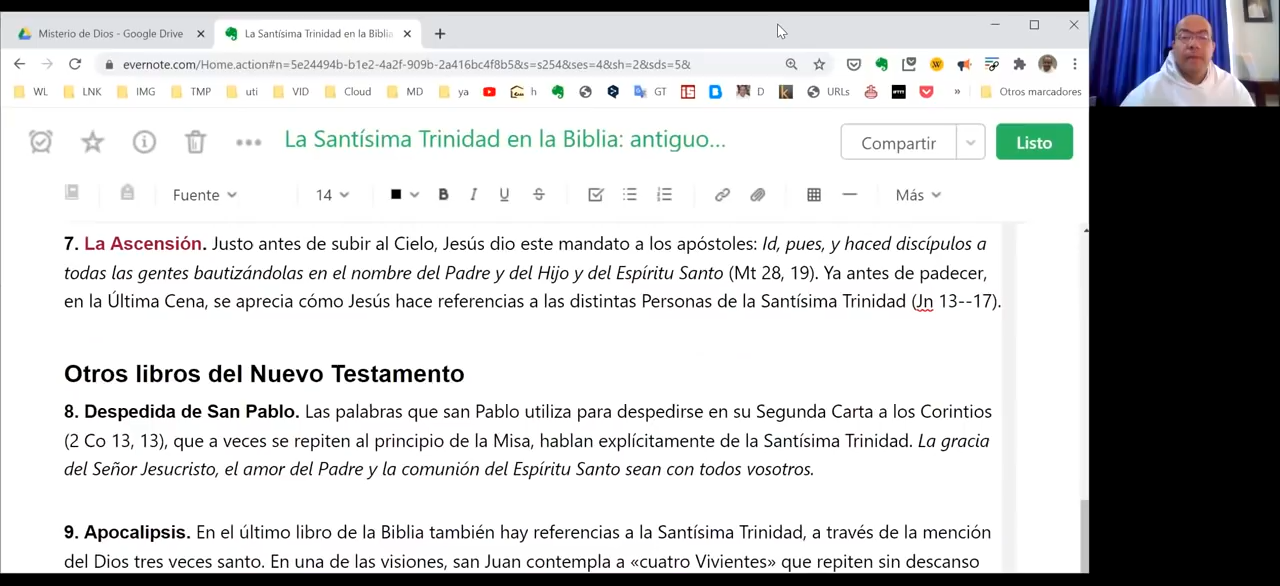 Misterio de Dios - Google Drive
La Santísima Trinidad en la Biblia
evernote.com/Home.action#n=5e24494b-b1e2-4a2f-909b-2a416bc4f8b5&s=s254&ses=4&sh=2&sds=5&
WL LNK IMG TMP uti VID Cloud MD ya h GT D URLs » Otros marcadores
La Santísima Trinidad en la Biblia: antiguo...
Compartir
Listo
Fuente 14 B I U S Más
7. La Ascensión. Justo antes de subir al Cielo, Jesús dio este mandato a los apóstoles: Id, pues, y haced discípulos a
todas las gentes bautizándolas en el nombre del Padre y del Hijo y del Espíritu Santo (Mt 28, 19). Ya antes de padecer,
en la Última Cena, se aprecia cómo Jesús hace referencias a las distintas Personas de la Santísima Trinidad (Jn 13--17).
Otros libros del Nuevo Testamento
8. Despedida de San Pablo. Las palabras que san Pablo utiliza para despedirse en su Segunda Carta a los Corintios
(2 Co 13, 13), que a veces se repiten al principio de la Misa, hablan explícitamente de la Santísima Trinidad. La gracia
del Señor Jesucristo, el amor del Padre y la comunión del Espíritu Santo sean con todos vosotros.
9. Apocalipsis. En el último libro de la Biblia también hay referencias a la Santísima Trinidad, a través de la mención
del Dios tres veces santo. En una de las visiones, san Juan contempla a «cuatro Vivientes» que repiten sin descanso